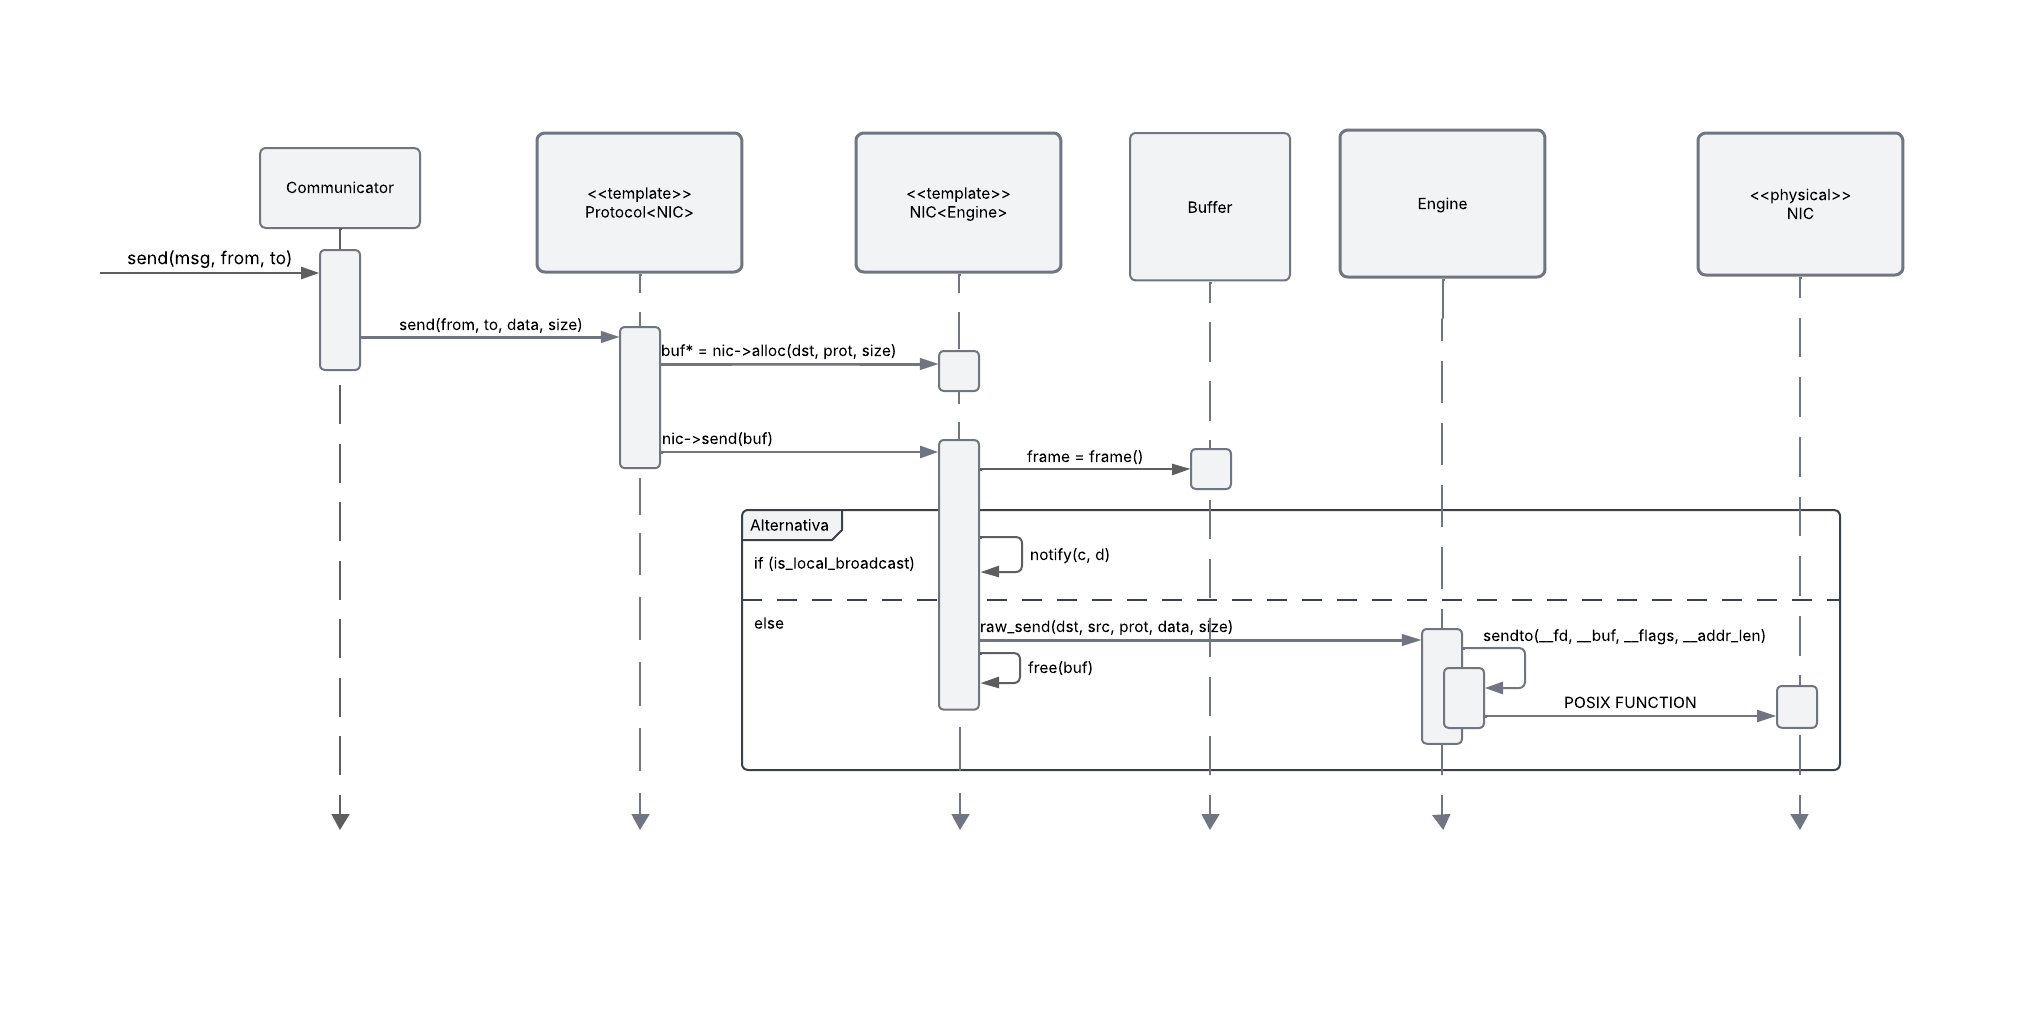 Communicator
<<template>>
Protocol<NIC>
<<template>>
NIC<Engine>
Buffer
Engine
<<physical>>
NIC
send(msg, from, to)
send(from, to, data, size)
buf* = nic->alloc(dst, prot, size)
nic->send(buf)
frame = frame()
Alternativa
if (is_local_broadcast)
notify(c, d)
else
raw_send(dst, src, prot, data, size)
sendto(__fd, __buf, __flags, __addr_len)
free(buf)
POSIX FUNCTION